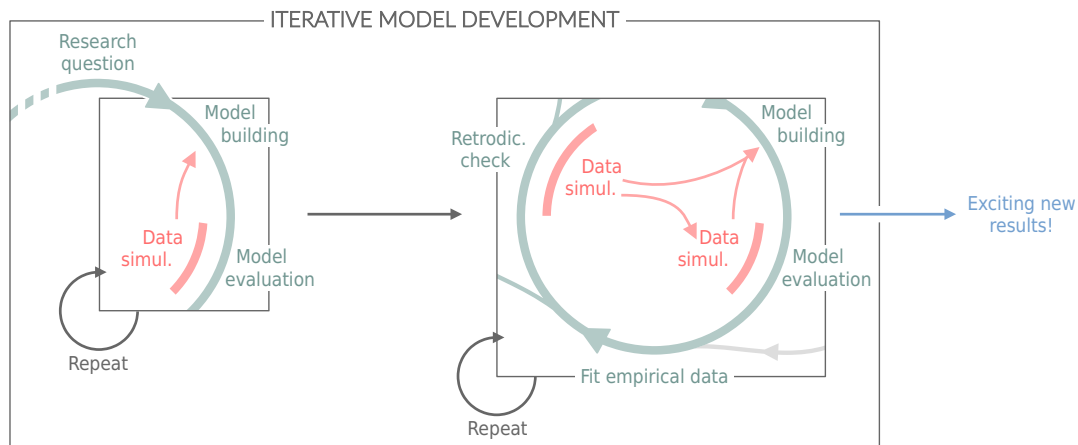 ITERATIVE MODEL DEVELOPMENT
Research
question
Model
building
Data
simul.
Model
evaluation
Repeat
Retrodic.
check
Data
simul.
Model
building
Data
simul.
Model
evaluation
Fit empirical data
Repeat
Exciting new
results!